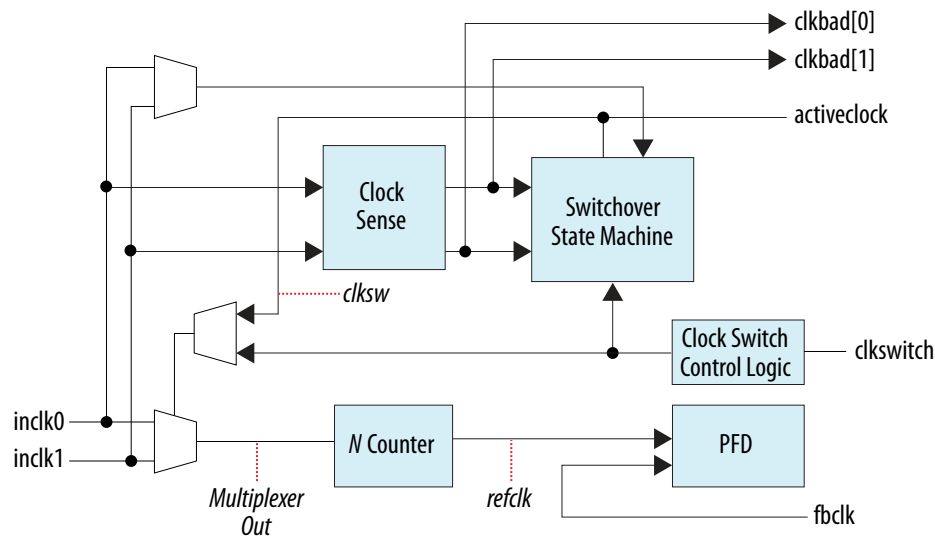 clkbad[0]
clkbad[1]
activeclock
Clock
Sense
Switchover
State Machine
clksw
Clock Switch
Control Logic
clkswitch
inclk0
inclk1
N Counter
PFD
Multiplexer
Out
refclk
fbclk